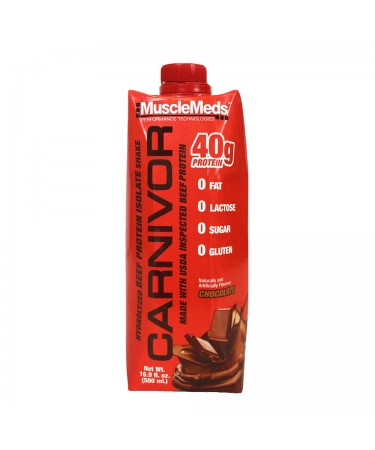 MuscleMeds
PERFORMANCE TECHNOLOGIES
40g
PROTEIN
0 FAT
0 LACTOSE
0 SUGAR
0 GLUTEN
HYDROLYZED BEEF PROTEIN ISOLATE SHAKE
CARNIVOR
MADE WITH USDA INSPECTED BEEF PROTEIN
Naturally and
Artificially Flavored
CHOCOLATE
Net Wt.
16.9 fl. oz.
(500 mL)